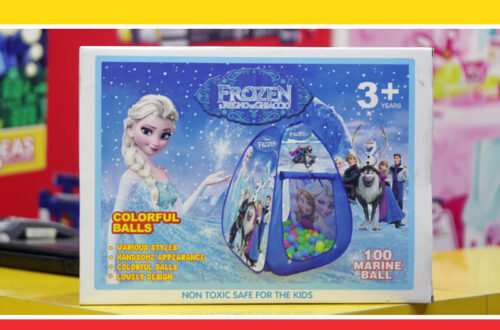 FROZEN
IL REGNO DI GHIACCIO
3+
YEARS
EAS
FROZEN
COLORFUL
BALLS
VARIOUS STYLES
HANDSOME APPEARANCE
COLORFUL BALLS
LOVELY DESIGN
100
MARINE
BALL
NON TOXIC SAFE FOR THE KIDS